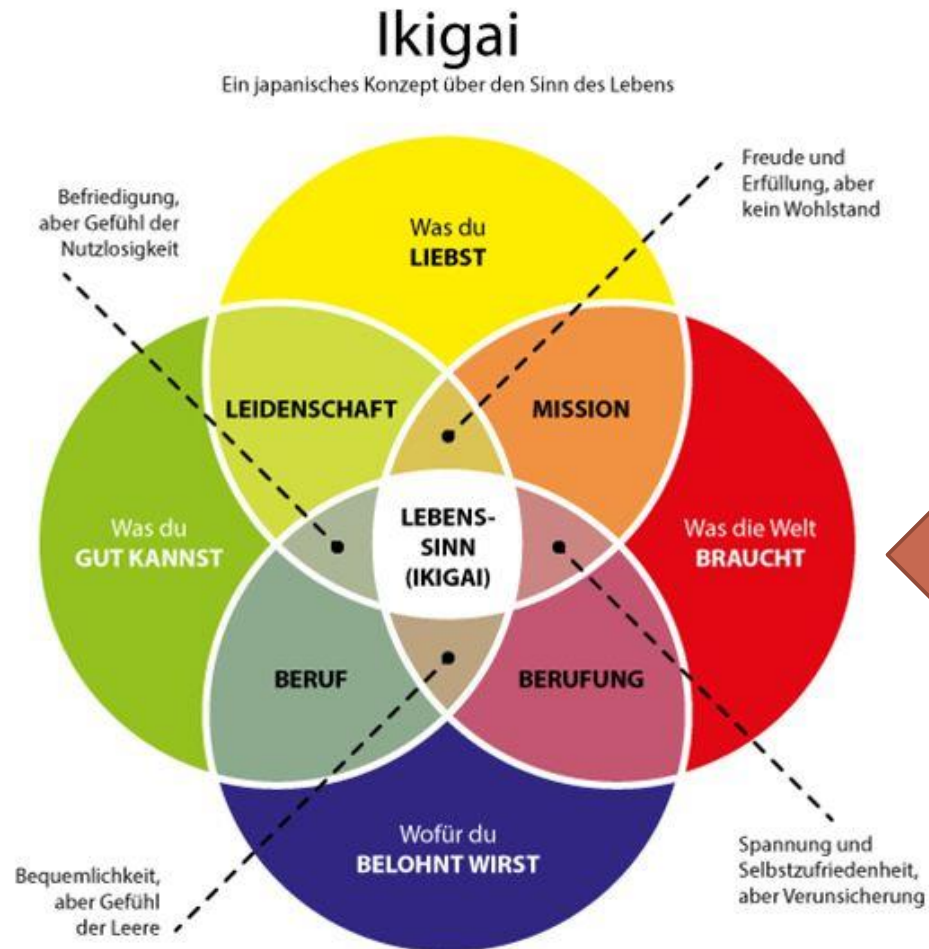 Ikigai
Ein japanisches Konzept über den Sinn des Lebens
Befriedigung,
aber Gefühl der
Nutzlosigkeit
Freude und
Erfüllung, aber
kein Wohlstand
Was du
LIEBST
LEIDENSCHAFT
MISSION
Was du
GUT KANNST
LEBENS-
SINN
(IKIGAI)
Was die Welt
BRAUCHT
BERUF
BERUFUNG
Wofür du
BELOHNT WIRST
Bequemlichkeit,
aber Gefühl
der Leere
Spannung und
Selbstzufriedenheit,
aber Verunsicherung